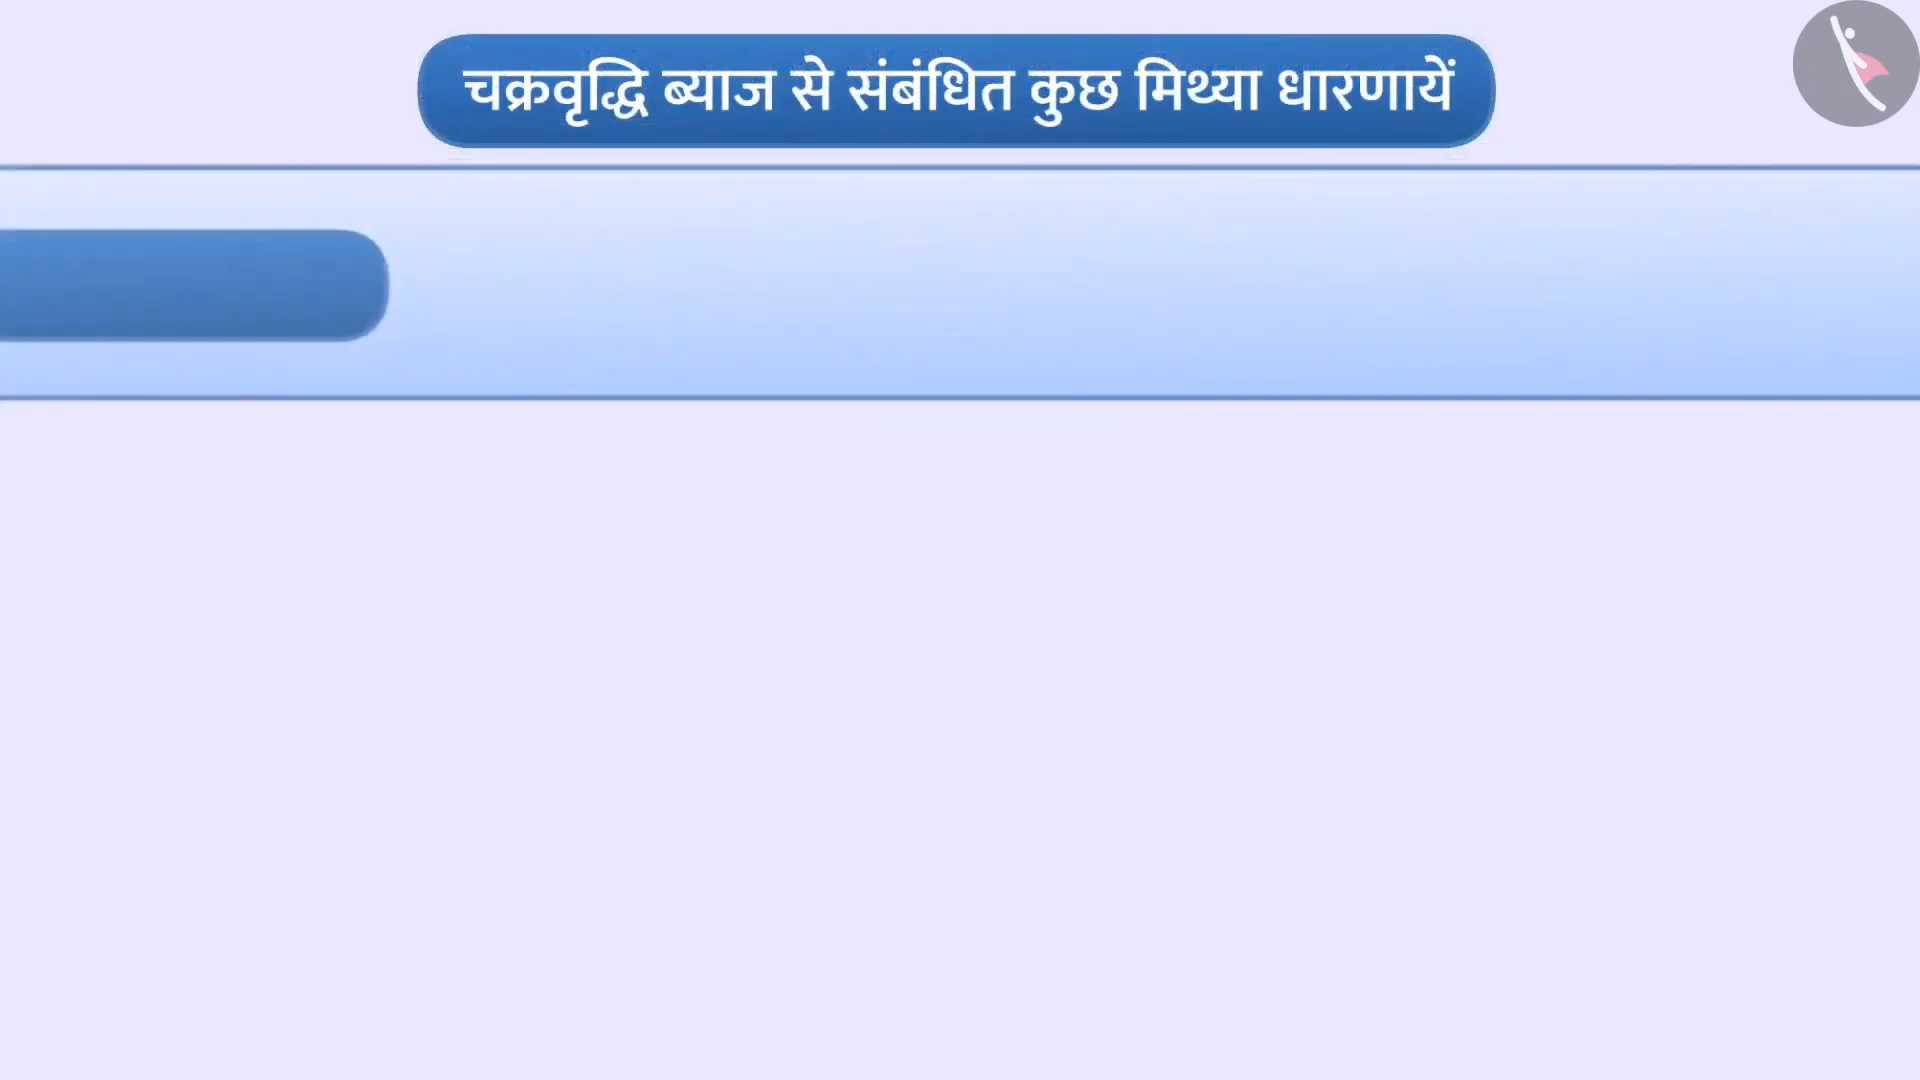 चक्रवृद्धि ब्याज से संबंधित कुछ मिथ्या धारणायें